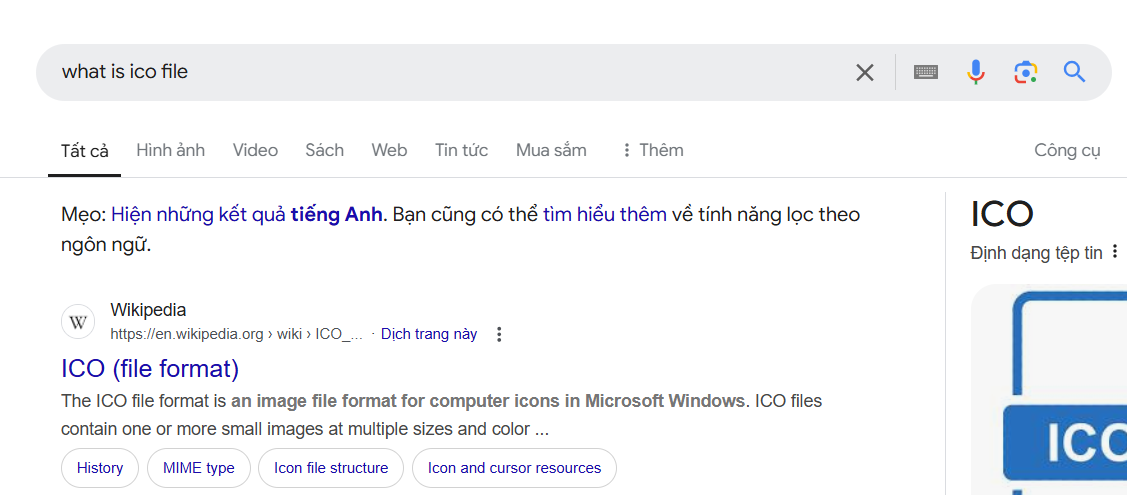 what is ico file
Tất cả Hình ảnh Video Sách Web Tin tức Mua sắm Thêm Công cụ
Mẹo: Hiện những kết quả tiếng Anh. Bạn cũng có thể tìm hiểu thêm về tính năng lọc theo
ngôn ngữ.
W Wikipedia
https://en.wikipedia.org › wiki › ICO_... · Dịch trang này
ICO (file format)
The ICO file format is an image file format for computer icons in Microsoft Windows. ICO files
contain one or more small images at multiple sizes and color ...
History MIME type Icon file structure Icon and cursor resources
ICO
Định dạng tệp tin
ICO